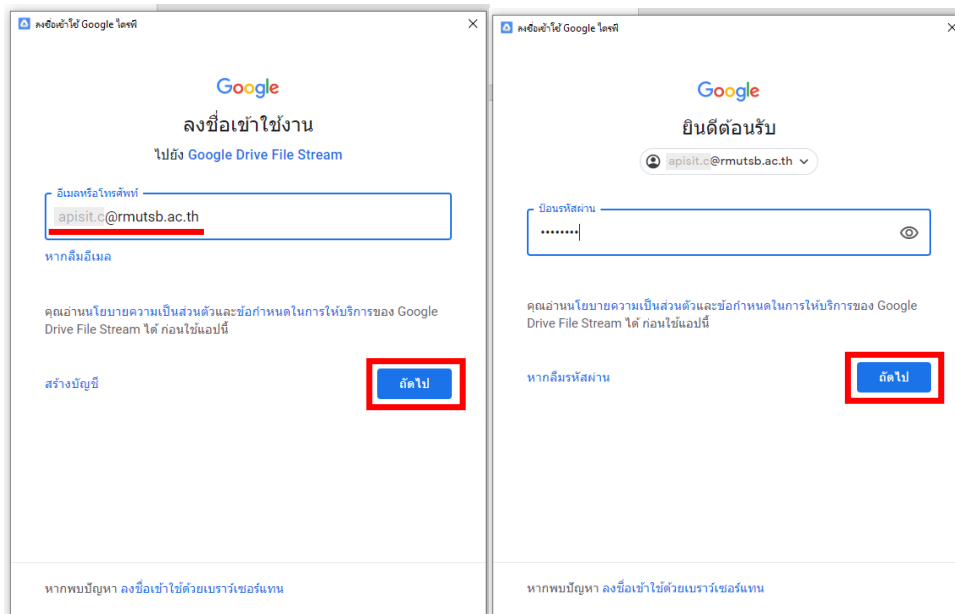 ลงชื่อเข้าใช้ Google ไดรฟ์
Google
ลงชื่อเข้าใช้งาน
ไปยัง Google Drive File Stream
อีเมลหรือโทรศัพท์
apisit.c@rmutsb.ac.th
หากลืมอีเมล
คุณอ่านนโยบายความเป็นส่วนตัวและข้อกำหนดในการให้บริการของ Google
Drive File Stream ได้ ก่อนใช้แอปนี้
สร้างบัญชี
ถัดไป
หากพบปัญหา ลงชื่อเข้าใช้ด้วยเบราว์เซอร์แทน
ลงชื่อเข้าใช้ Google ไดรฟ์
Google
ยินดีต้อนรับ
apisit.c@rmutsb.ac.th
ป้อนรหัสผ่าน
••••••••
คุณอ่านนโยบายความเป็นส่วนตัวและข้อกำหนดในการให้บริการของ Google
Drive File Stream ได้ ก่อนใช้แอปนี้
หากลืมรหัสผ่าน
ถัดไป
หากพบปัญหา ลงชื่อเข้าใช้ด้วยเบราว์เซอร์แทน